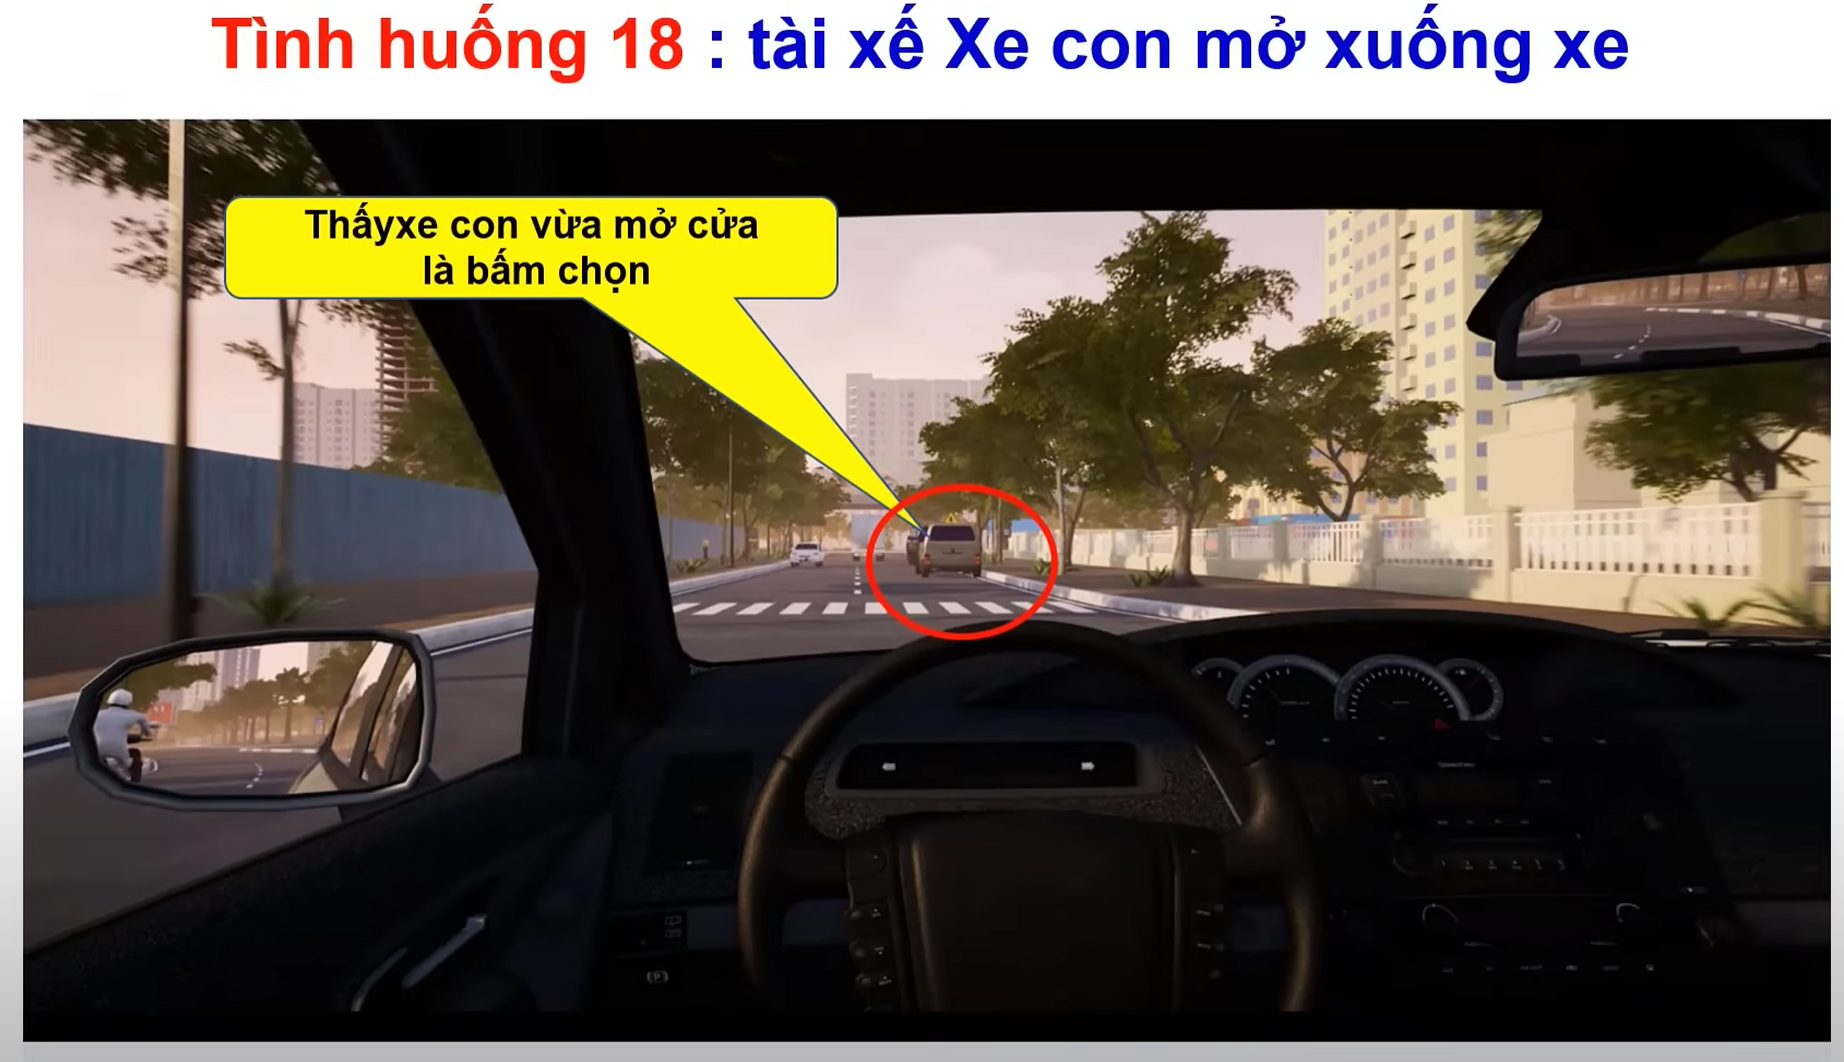 Tình huống 18 : tài xế Xe con mở xuống xe
Thấyxe con vừa mở cửa
là bấm chọn